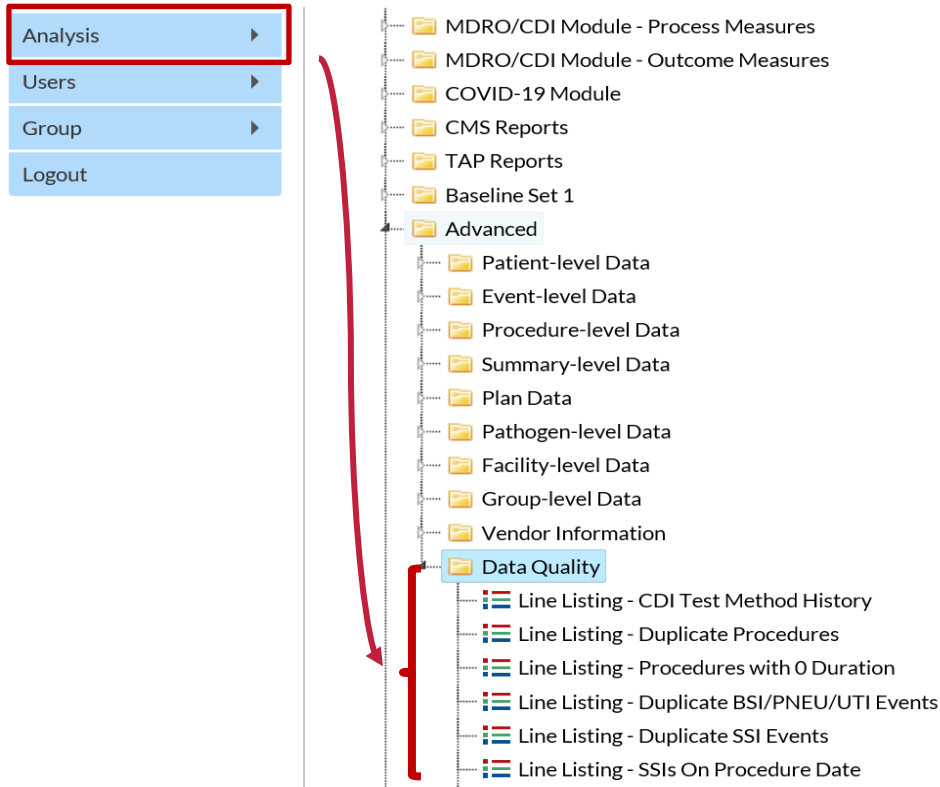 Analysis
Users
Group
Logout
MDRO/CDI Module - Process Measures
MDRO/CDI Module - Outcome Measures
COVID-19 Module
CMS Reports
TAP Reports
Baseline Set 1
Advanced
Patient-level Data
Event-level Data
Procedure-level Data
Summary-level Data
Plan Data
Pathogen-level Data
Facility-level Data
Group-level Data
Vendor Information
Data Quality
Line Listing - CDI Test Method History
Line Listing - Duplicate Procedures
Line Listing - Procedures with 0 Duration
Line Listing - Duplicate BSI/PNEU/UTI Events
Line Listing - Duplicate SSI Events
Line Listing - SSIs On Procedure Date